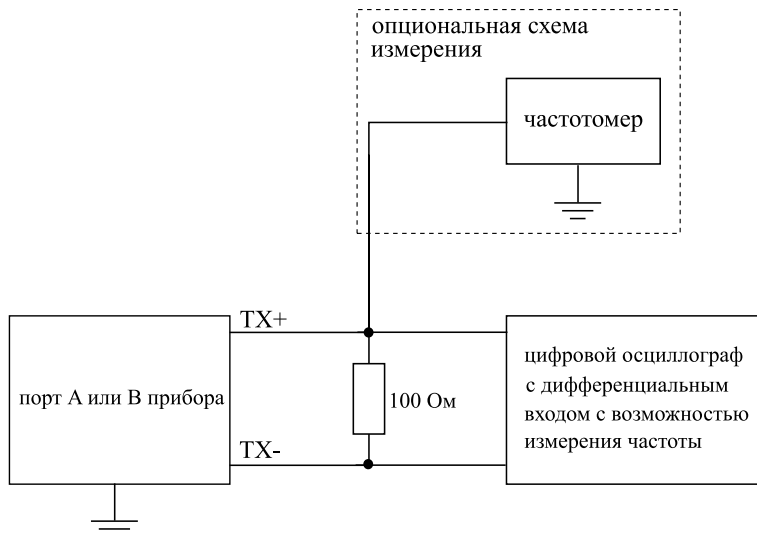 опциональная схема
измерения
частотомер
TX+
порт A или B прибора
100 Ом
TX-
цифровой осциллограф
с дифференциальным
входом с возможностью
измерения частоты